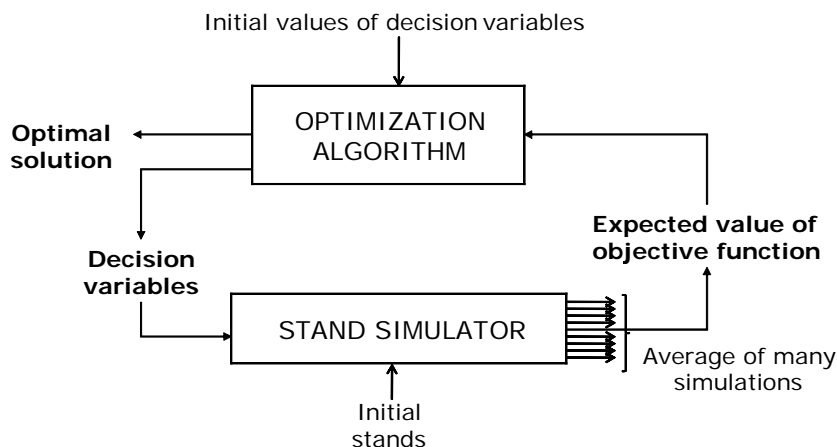 Initial values of decision variables
OPTIMIZATION
ALGORITHM
Optimal
solution
Expected value of
objective function
Decision
variables
STAND SIMULATOR
Average of many
simulations
Initial
stands